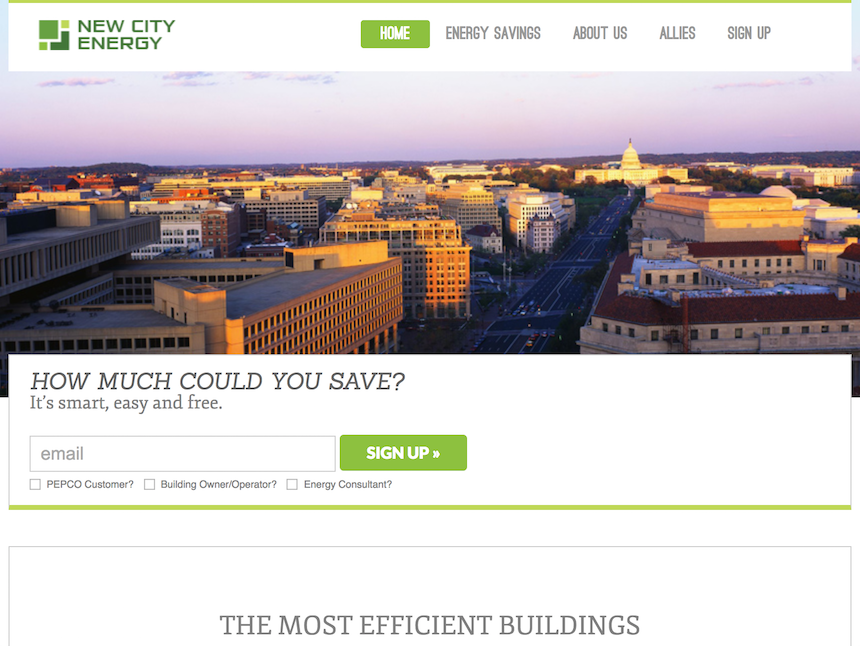 NEW CITY
ENERGY
HOME ENERGY SAVINGS ABOUT US ALLIES SIGN UP
HOW MUCH COULD YOU SAVE?
It's smart, easy and free.
email SIGN UP »
PEPCO Customer? Building Owner/Operator? Energy Consultant?
THE MOST EFFICIENT BUILDINGS